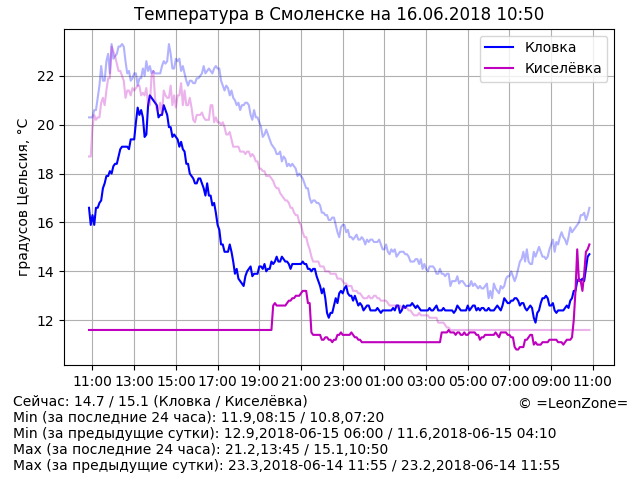 Температура в Смоленске на 16.06.2018 10:50
Кловка
Киселёвка
градусов Цельсия, °C
22
20
18
16
14
12
11:00 13:00 15:00 17:00 19:00 21:00 23:00 01:00 03:00 05:00 07:00 09:00 11:00
Сейчас: 14.7 / 15.1 (Кловка / Киселёвка)
© =LeonZone=
Min (за последние 24 часа): 11.9,08:15 / 10.8,07:20
Min (за предыдущие сутки): 12.9,2018-06-15 06:00 / 11.6,2018-06-15 04:10
Max (за последние 24 часа): 21.2,13:45 / 15.1,10:50
Max (за предыдущие сутки): 23.3,2018-06-14 11:55 / 23.2,2018-06-14 11:55